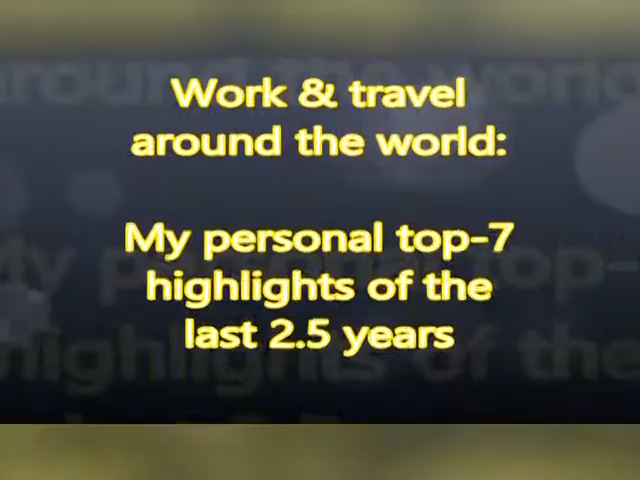 Work & travel
around the world:
My personal top-7
highlights of the
last 2.5 years